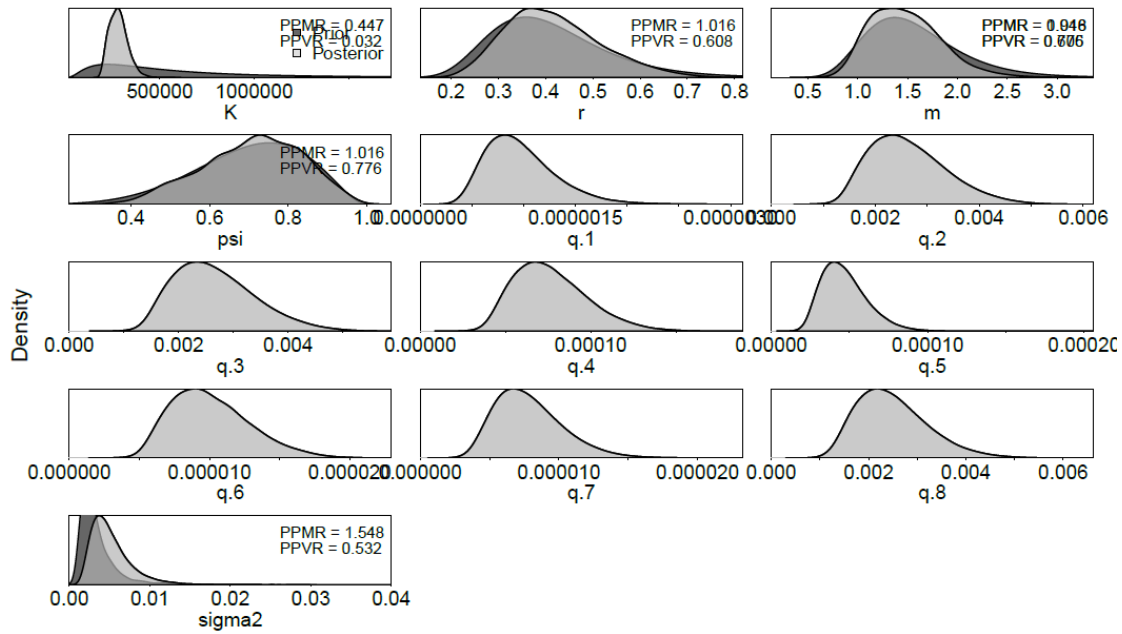 PPMR = 0.447
PPVR = 0.032
Prior
Posterior
500000 1000000
K
PPMR = 1.016
PPVR = 0.608
0.2 0.3 0.4 0.5 0.6 0.7 0.8
r
0.5 1.0 1.5 2.0 2.5 3.0
m
PPMR = 1.016
PPVR = 0.776
0.4 0.6 0.8 1.0
psi
0.0000000 0.0000015
q.1
0.002 0.004 0.006
q.2
Density
0.000 0.002 0.004
q.3
0.00000 0.00010
q.4
0.00000 0.00010 0.00020
q.5
0.000000 0.000010 0.000020
q.6
0.000000 0.000010 0.000020
q.7
0.000 0.002 0.004 0.006
q.8
PPMR = 1.548
PPVR = 0.532
0.00 0.01 0.02 0.03 0.04
sigma2